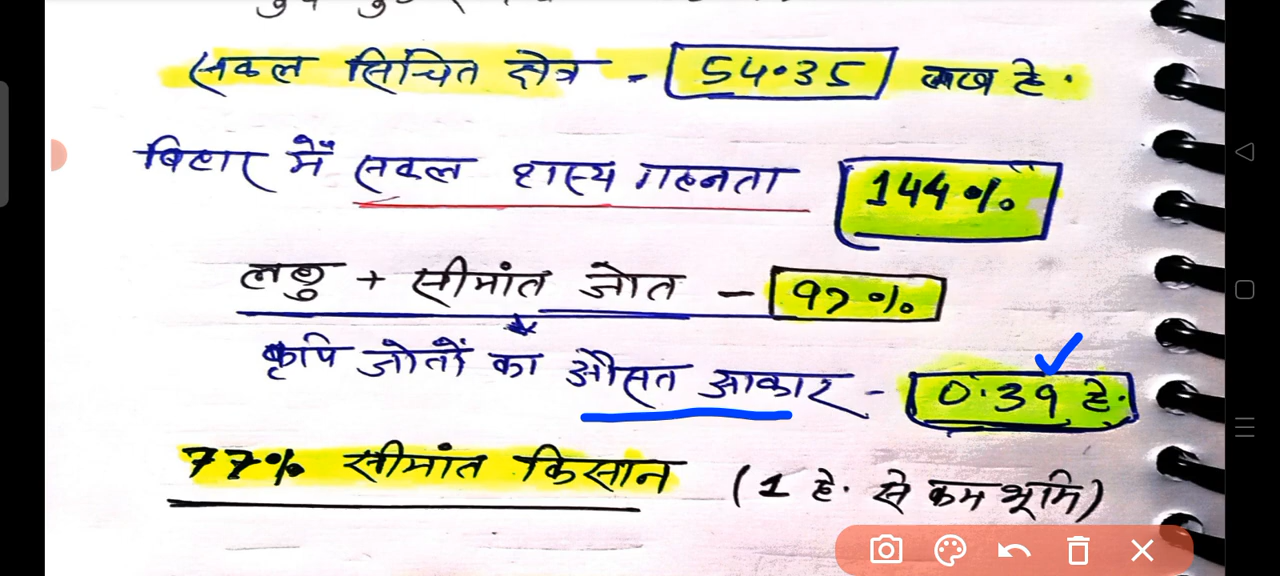 सकल सिंचित क्षेत्र - 54.35 लाख हे.
बिहार में सकल शस्य गहनता 144%
लघु + सीमांत जोत - 97%
कृषि जोतों का औसत आकार - 0.39 हे.
77% सीमांत किसान (1 हे. से कम भूमि)